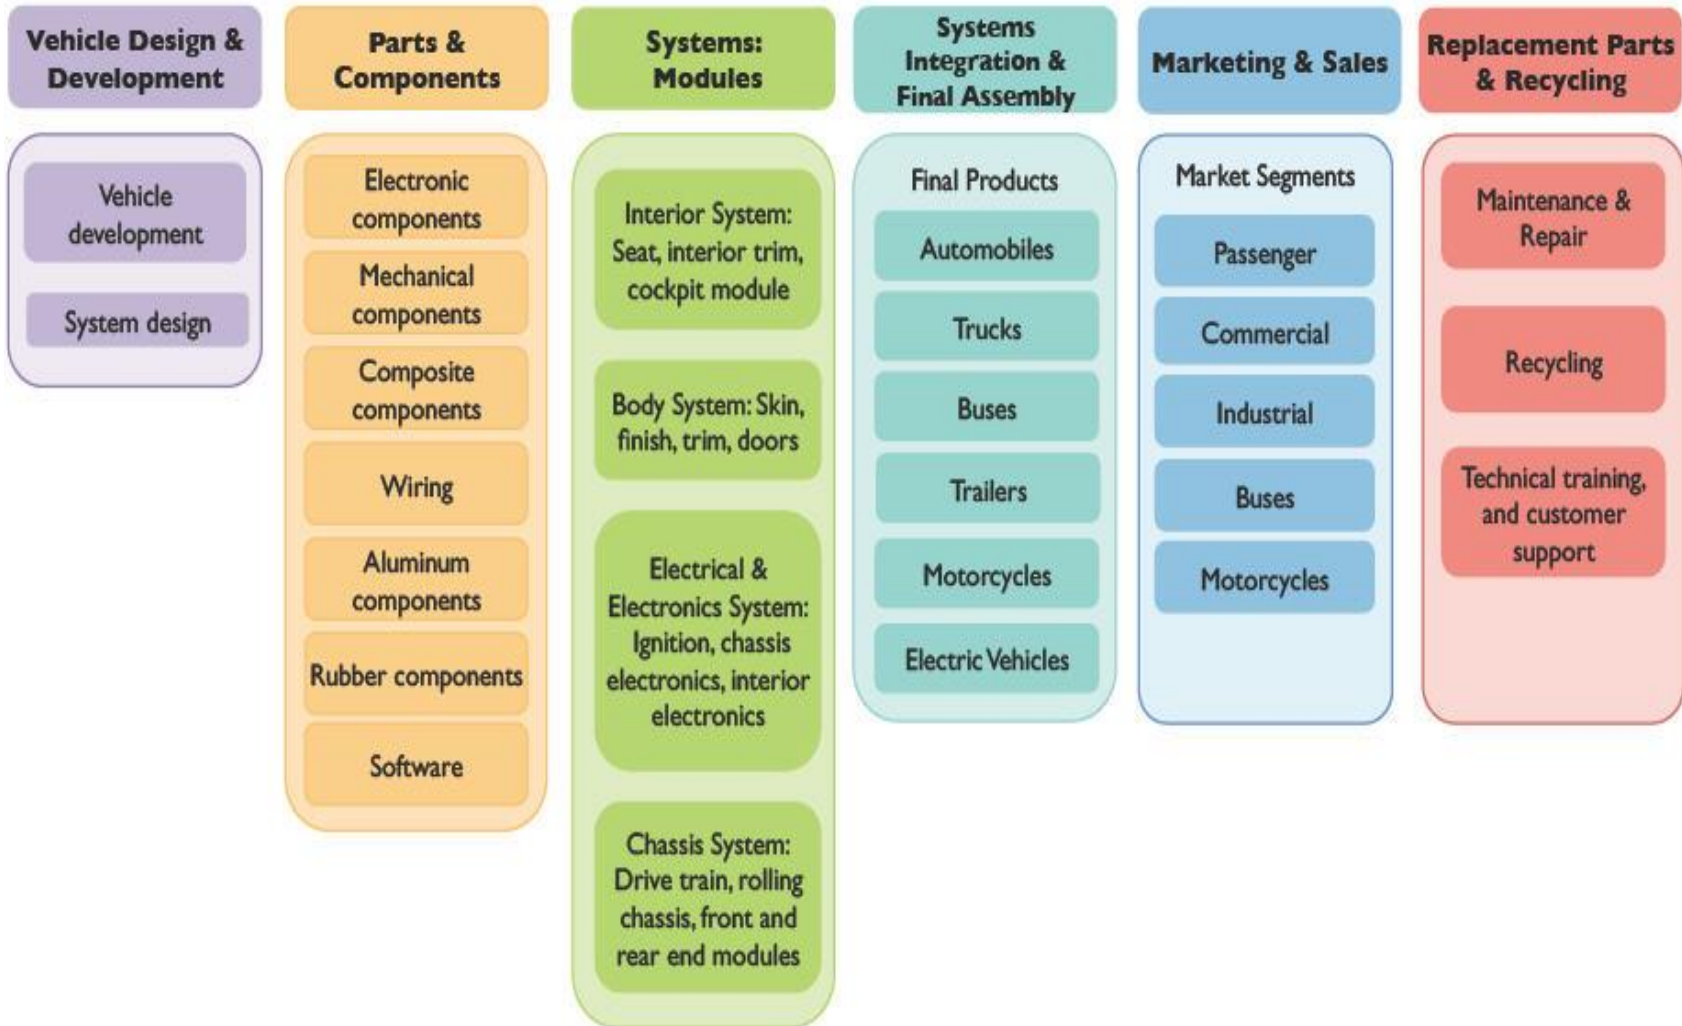 Vehicle Design &
Development
Parts &
Components
Systems:
Modules
Systems
Integration &
Final Assembly
Marketing & Sales
Replacement Parts
& Recycling
Vehicle
development
System design
Electronic
components
Mechanical
components
Composite
components
Wiring
Aluminum
components
Rubber components
Software
Interior System:
Seat, interior trim,
cockpit module
Body System: Skin,
finish, trim, doors
Electrical &
Electronics System:
Ignition, chassis
electronics, interior
electronics
Chassis System:
Drive train, rolling
chassis, front and
rear end modules
Final Products
Automobiles
Trucks
Buses
Trailers
Motorcycles
Electric Vehicles
Market Segments
Passenger
Commercial
Industrial
Buses
Motorcycles
Maintenance &
Repair
Recycling
Technical training,
and customer
support